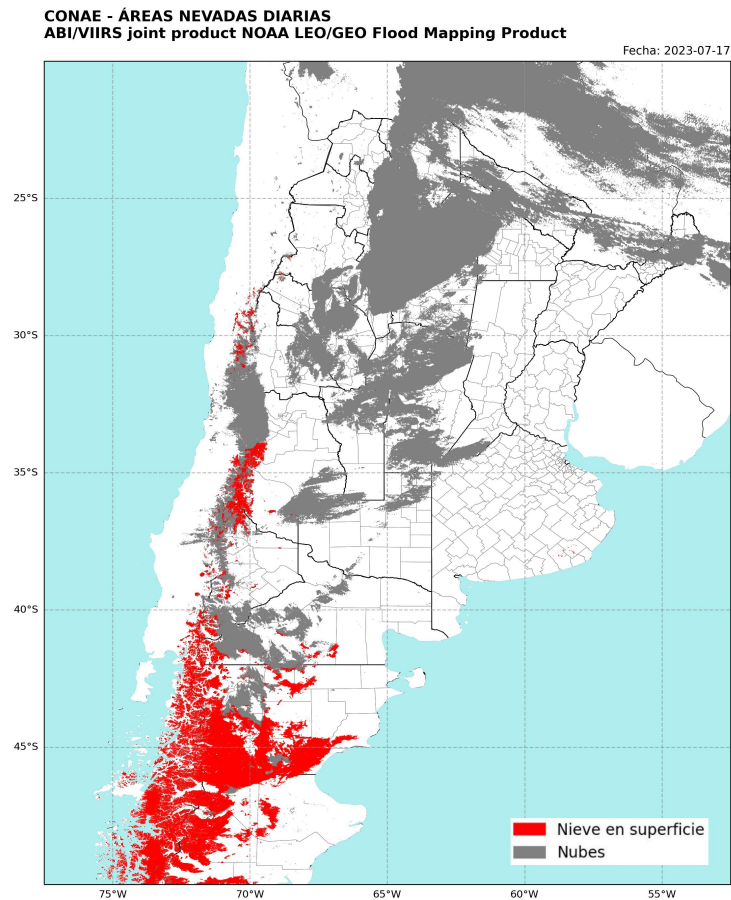 CONAE - ÁREAS NEVADAS DIARIAS
ABI/VIIRS joint product NOAA LEO/GEO Flood Mapping Product
Fecha: 2023-07-17
25°S
30°S
35°S
40°S
45°S
Nieve en superficie
Nubes
75°W
70°W
65°W
60°W
55°W